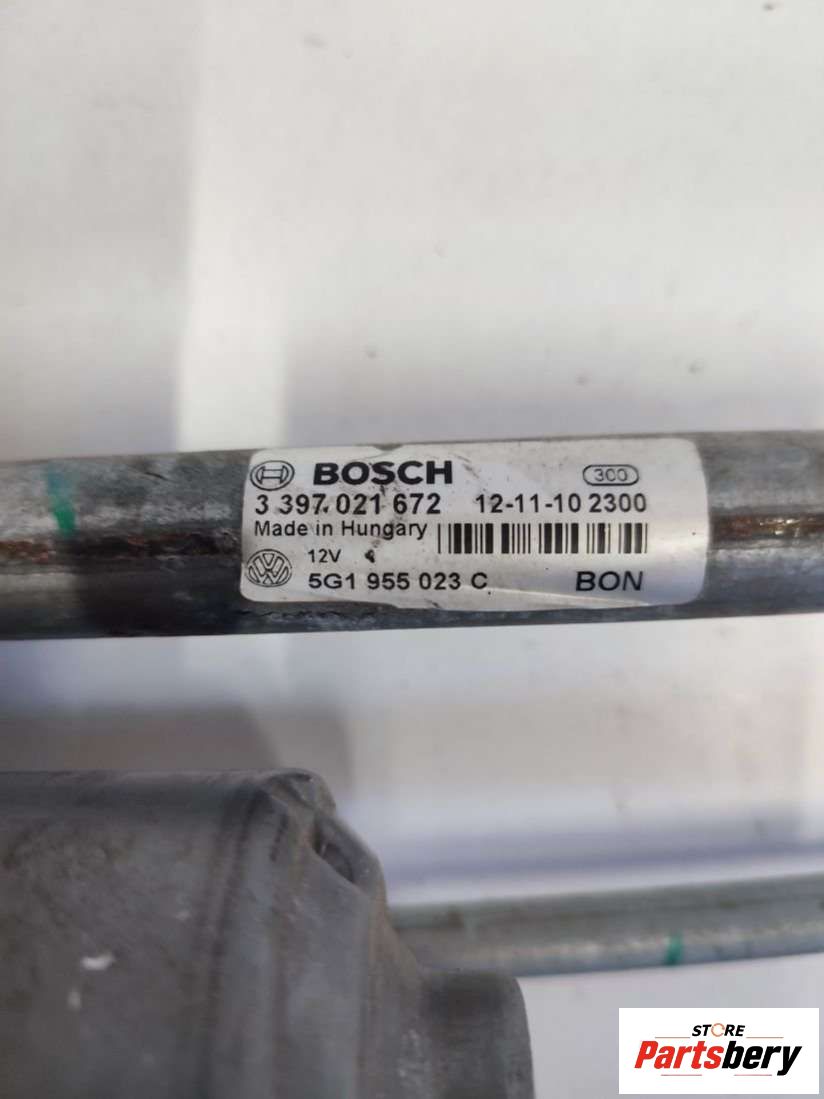 BOSCH 300
3 397 021 672 12-11-10 2300
Made in Hungary
12V
5G1 955 023 C BON
STORE
Partsbery